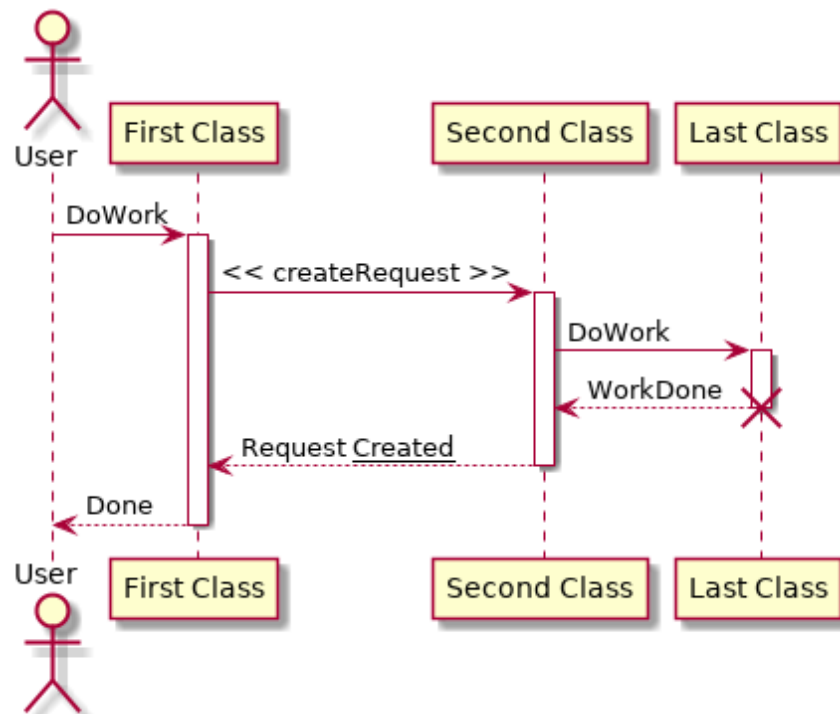 User
First Class
Second Class
Last Class
DoWork
<< createRequest >>
DoWork
WorkDone
Request Created
Done
User
First Class
Second Class
Last Class